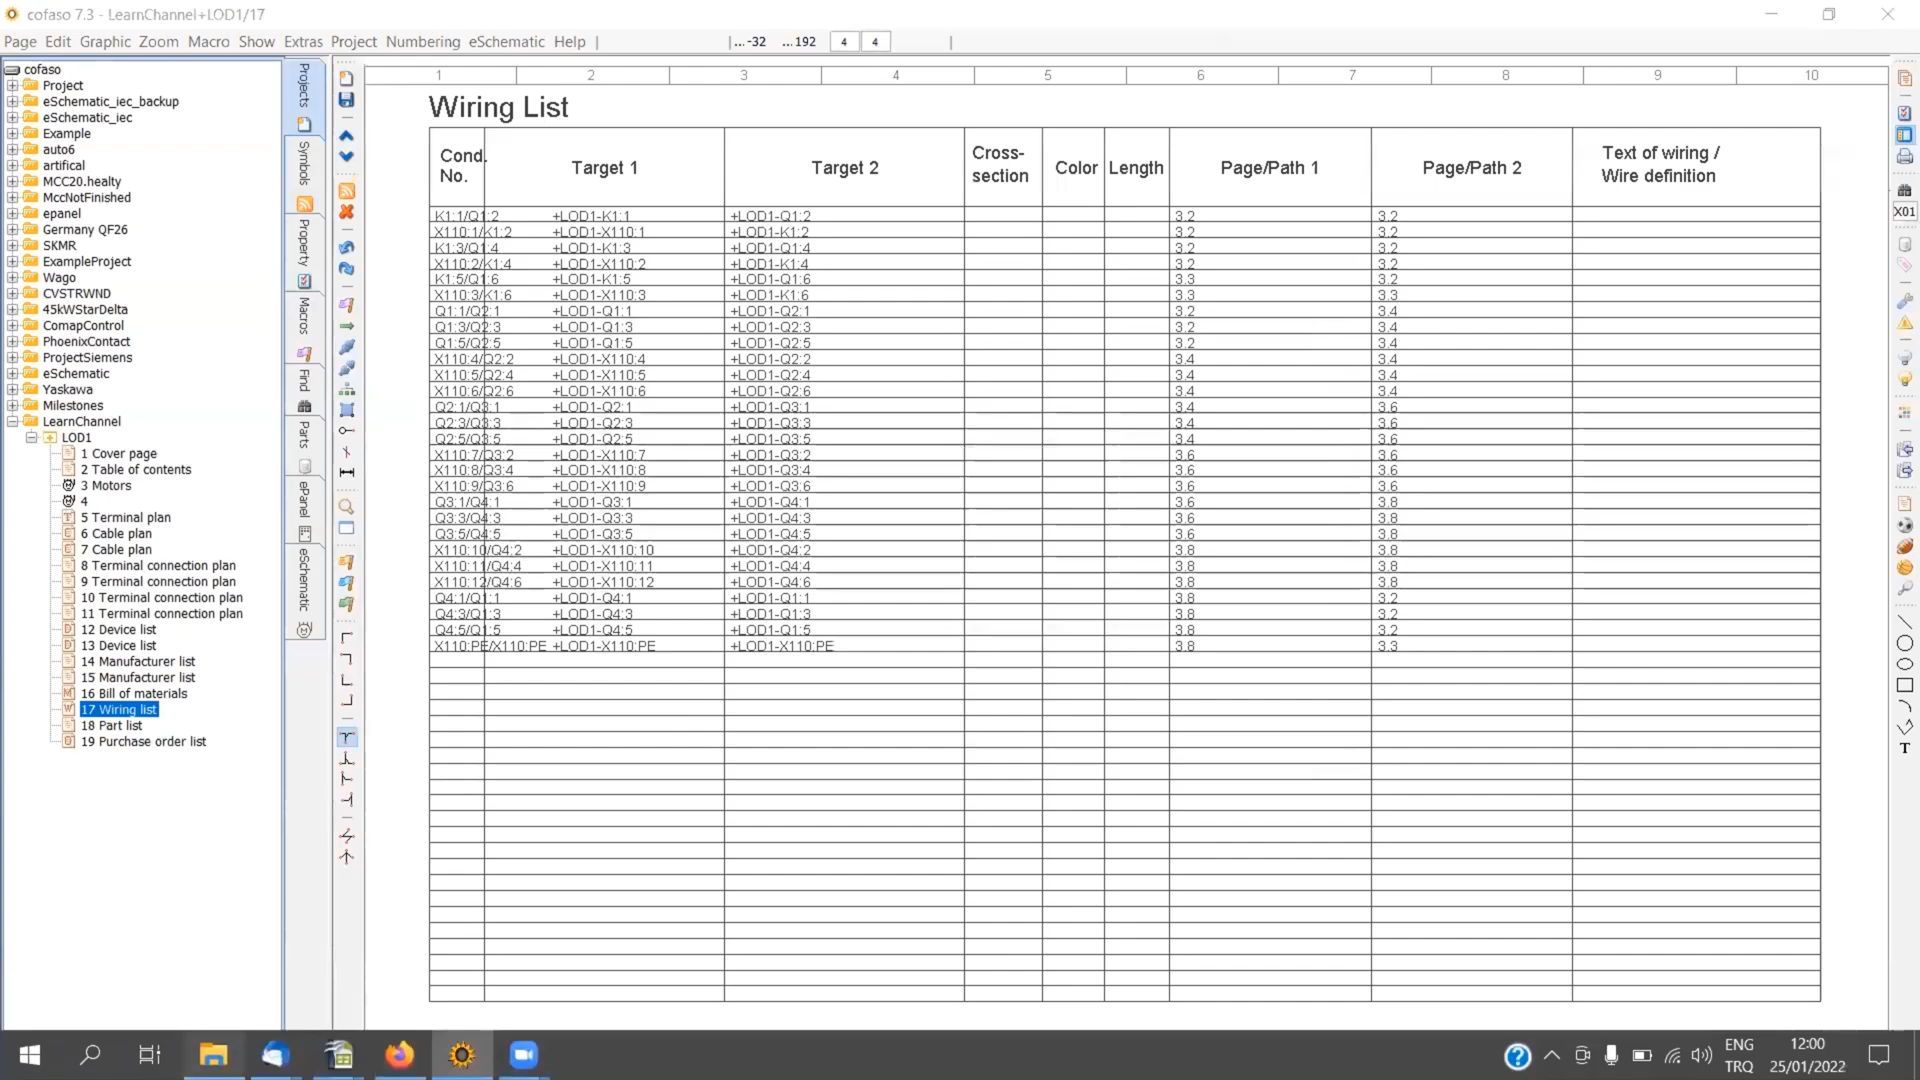 cofaso 7.3 - LearnChannel+LOD1/17
Page Edit Graphic Zoom Macro Show Extras Project Numbering eSchematic Help | |...-32 ...192 4 4 |
cofaso
Project
eSchematic_iec_backup
eSchematic_iec
Example
auto6
artifical
MCC20.healty
MccNotFinished
epanel
Germany QF26
SKMR
ExampleProject
Wago
CVSTRWND
45kWStarDelta
ComapControl
PhoenixContact
ProjectSiemens
eSchematic
Yaskawa
Milestones
LearnChannel
LOD1
1 Cover page
2 Table of contents
3 Motors
4
5 Terminal plan
6 Cable plan
7 Cable plan
8 Terminal connection plan
9 Terminal connection plan
10 Terminal connection plan
11 Terminal connection plan
12 Device list
13 Device list
14 Manufacturer list
15 Manufacturer list
16 Bill of materials
17 Wiring list
18 Part list
19 Purchase order list
Projects
Symbols
Property
Macros
Find
Parts
ePanel
eSchematic
1 2 3 4 5 6 7 8 9 10
Wiring List
Cond. No. Target 1 Target 2 Cross-section Color Length Page/Path 1 Page/Path 2 Text of wiring / Wire definition
K1:1/Q1:2 +LOD1-K1:1 +LOD1-Q1:2 3.2 3.2
X110:1/K1:2 +LOD1-X110:1 +LOD1-K1:2 3.2 3.2
K1:3/Q1:4 +LOD1-K1:3 +LOD1-Q1:4 3.2 3.2
X110:2/K1:4 +LOD1-X110:2 +LOD1-K1:4 3.2 3.2
K1:5/Q1:6 +LOD1-K1:5 +LOD1-Q1:6 3.3 3.2
X110:3/K1:6 +LOD1-X110:3 +LOD1-K1:6 3.3 3.3
Q1:1/Q2:1 +LOD1-Q1:1 +LOD1-Q2:1 3.2 3.4
Q1:3/Q2:3 +LOD1-Q1:3 +LOD1-Q2:3 3.2 3.4
Q1:5/Q2:5 +LOD1-Q1:5 +LOD1-Q2:5 3.2 3.4
X110:4/Q2:2 +LOD1-X110:4 +LOD1-Q2:2 3.4 3.4
X110:5/Q2:4 +LOD1-X110:5 +LOD1-Q2:4 3.4 3.4
X110:6/Q2:6 +LOD1-X110:6 +LOD1-Q2:6 3.4 3.4
Q2:1/Q3:1 +LOD1-Q2:1 +LOD1-Q3:1 3.4 3.6
Q2:3/Q3:3 +LOD1-Q2:3 +LOD1-Q3:3 3.4 3.6
Q2:5/Q3:5 +LOD1-Q2:5 +LOD1-Q3:5 3.4 3.6
X110:7/Q3:2 +LOD1-X110:7 +LOD1-Q3:2 3.6 3.6
X110:8/Q3:4 +LOD1-X110:8 +LOD1-Q3:4 3.6 3.6
X110:9/Q3:6 +LOD1-X110:9 +LOD1-Q3:6 3.6 3.6
Q3:1/Q4:1 +LOD1-Q3:1 +LOD1-Q4:1 3.6 3.8
Q3:3/Q4:3 +LOD1-Q3:3 +LOD1-Q4:3 3.6 3.8
Q3:5/Q4:5 +LOD1-Q3:5 +LOD1-Q4:5 3.6 3.8
X110:10/Q4:2 +LOD1-X110:10 +LOD1-Q4:2 3.8 3.8
X110:11/Q4:4 +LOD1-X110:11 +LOD1-Q4:4 3.8 3.8
X110:12/Q4:6 +LOD1-X110:12 +LOD1-Q4:6 3.8 3.8
Q4:1/Q1:1 +LOD1-Q4:1 +LOD1-Q1:1 3.8 3.2
Q4:3/Q1:3 +LOD1-Q4:3 +LOD1-Q1:3 3.8 3.2
Q4:5/Q1:5 +LOD1-Q4:5 +LOD1-Q1:5 3.8 3.2
X110:PE/X110:PE +LOD1-X110:PE +LOD1-X110:PE 3.8 3.3
X01
T
ENG
TRQ
12:00
25/01/2022